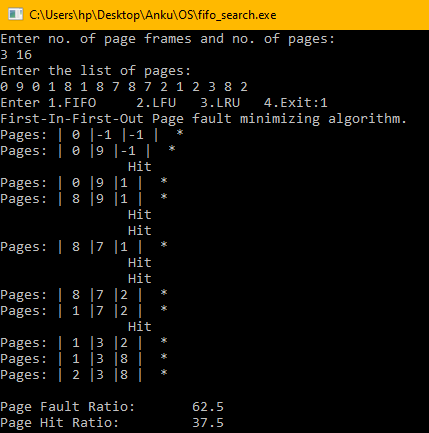 C:\Users\hp\Desktop\Anku\OS\fifo_search.exe
Enter no. of page frames and no. of pages:
3 16
Enter the list of pages:
0 9 0 1 8 1 8 7 8 7 2 1 2 3 8 2
Enter 1.FIFO     2.LFU   3.LRU   4.Exit:1
First-In-First-Out Page fault minimizing algorithm.
Pages: | 0 |-1 |-1 |  *
Pages: | 0 |9 |-1 |  *
Hit
Pages: | 0 |9 |1 |  *
Pages: | 8 |9 |1 |  *
Hit
Hit
Pages: | 8 |7 |1 |  *
Hit
Hit
Pages: | 8 |7 |2 |  *
Pages: | 1 |7 |2 |  *
Hit
Pages: | 1 |3 |2 |  *
Pages: | 1 |3 |8 |  *
Pages: | 2 |3 |8 |  *
Page Fault Ratio:       62.5
Page Hit Ratio:         37.5